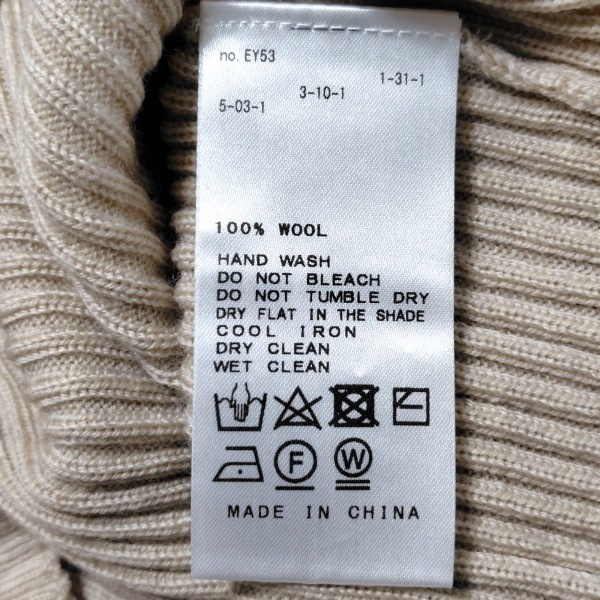 no. EY53
1-31-1
3-10-1
5-03-1
100% WOOL
HAND WASH
DO NOT BLEACH
DO NOT TUMBLE DRY
DRY FLAT IN THE SHADE
COOL IRON
DRY CLEAN
WET CLEAN
F W
MADE IN CHINA